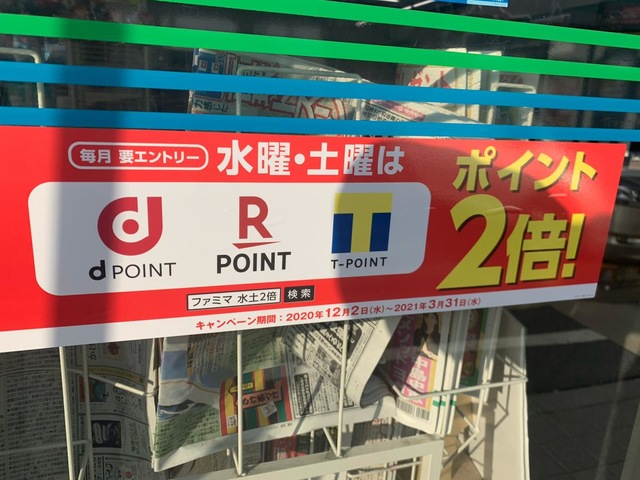 毎月 要エントリー
水曜・土曜は
ポイント
2倍!
d POINT
R
POINT
T-POINT
ファミマ 水土2倍 検索
キャンペーン期間：2020年12月2日(水)～2021年3月31日(水)